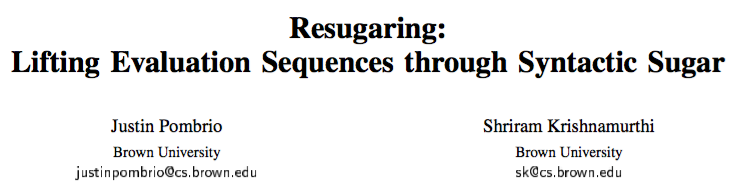 Resugaring:
Lifting Evaluation Sequences through Syntactic Sugar
Justin Pombrio
Brown University
justinpombrio@cs.brown.edu
Shriram Krishnamurthi
Brown University
sk@cs.brown.edu